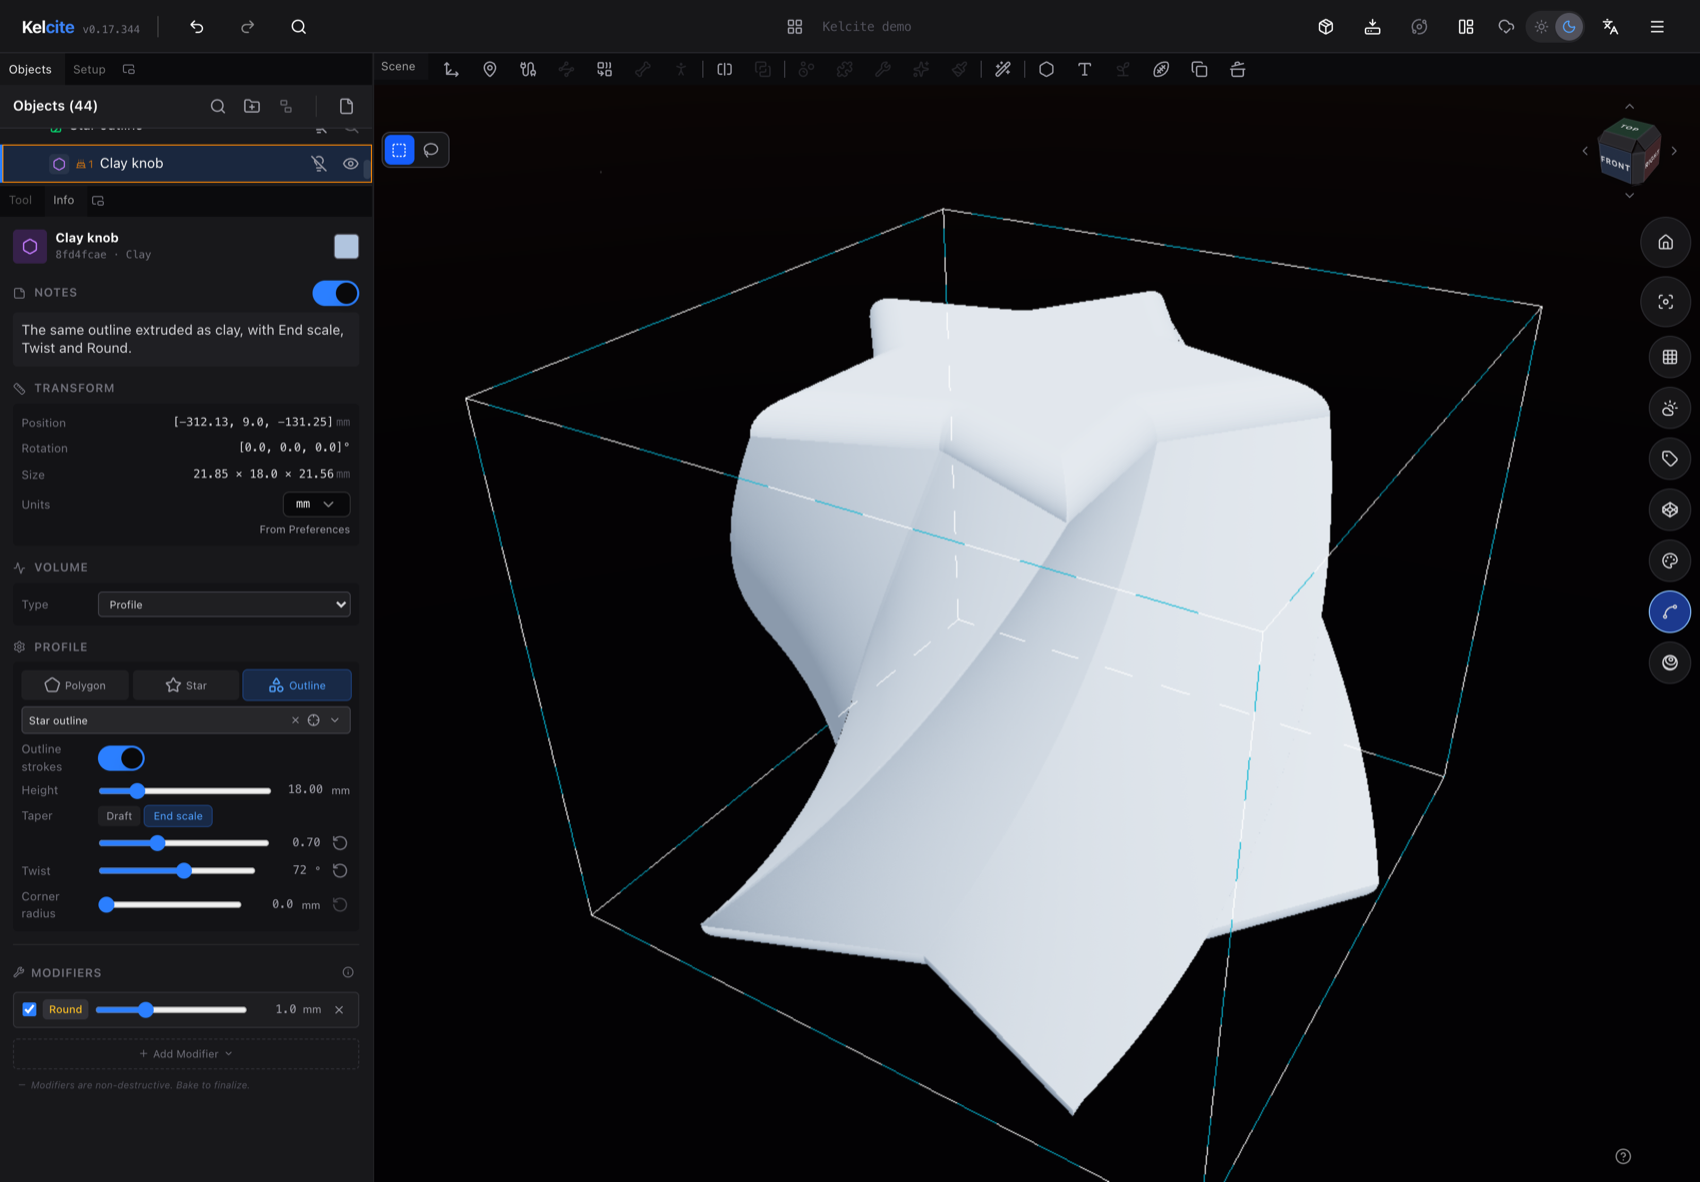 Kelcite v0.17.344
Kelcite demo
Objects Setup
Scene
Objects (44)
Star outline
1 Clay knob
Tool Info
Clay knob
8fd4fcae · Clay
NOTES
The same outline extruded as clay, with End scale,
Twist and Round.
TRANSFORM
Position [−312.13, 9.0, −131.25] mm
Rotation [0.0, 0.0, 0.0]°
Size 21.85 × 18.0 × 21.56 mm
Units mm
From Preferences
VOLUME
Type Profile
PROFILE
Polygon Star Outline
Star outline
Outline
strokes
Height 18.00 mm
Taper Draft End scale
0.70
Twist 72 °
Corner
radius 0.0 mm
MODIFIERS
Round 1.0 mm
+ Add Modifier
— Modifiers are non-destructive. Bake to finalize.
TOP
FRONT
RIGHT